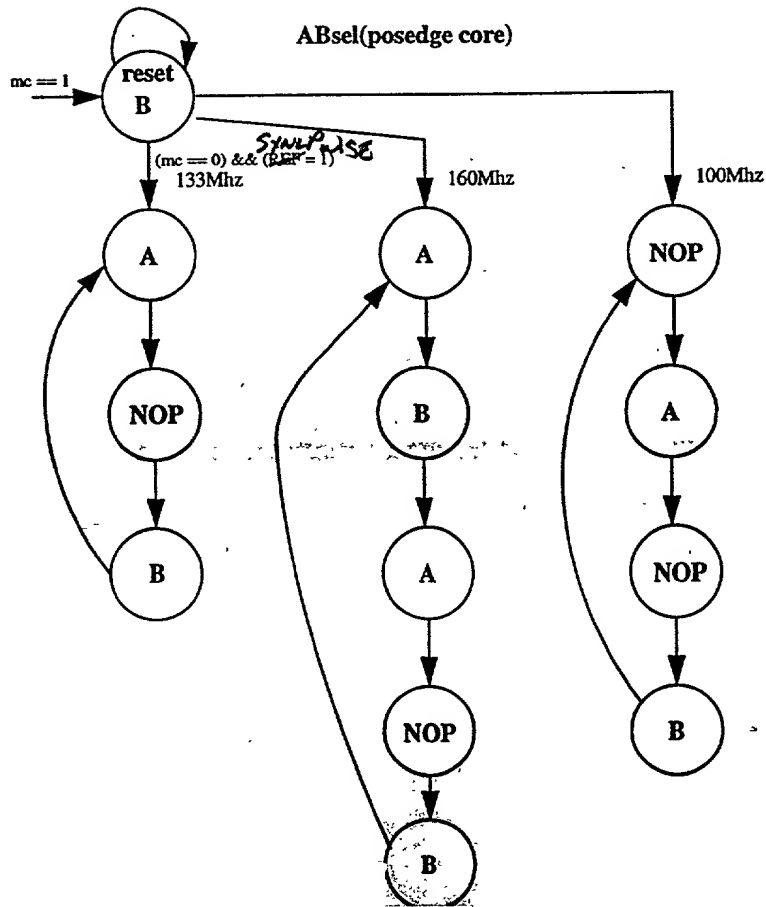 ABsel(posedge core)
mc == 1
reset
B
SYNCPULSE
(mc == 0) && (REF = 1)
133Mhz
160Mhz
100Mhz
A
A
NOP
NOP
B
A
B
A
NOP
NOP
B
B